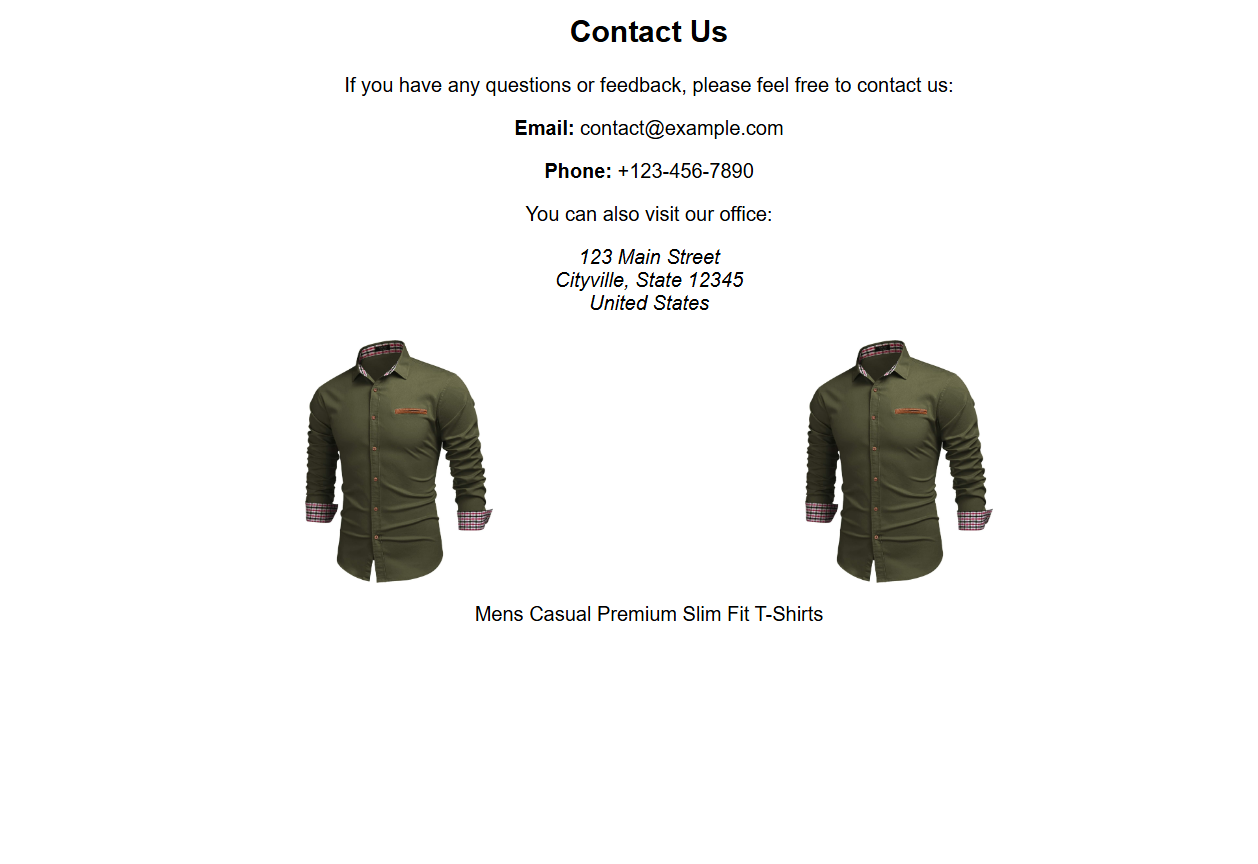 Contact Us
If you have any questions or feedback, please feel free to contact us:
Email: contact@example.com
Phone: +123-456-7890
You can also visit our office:
123 Main Street
Cityville, State 12345
United States
Mens Casual Premium Slim Fit T-Shirts